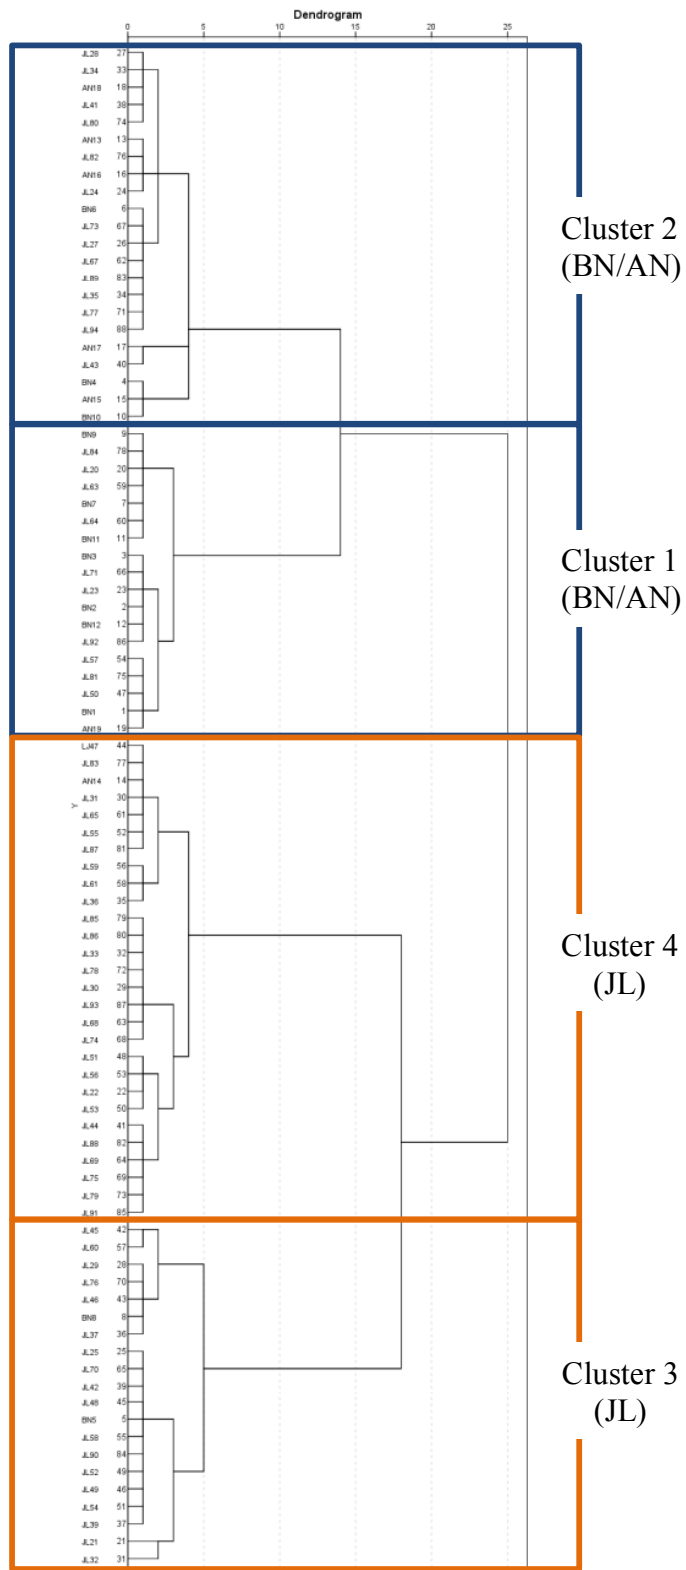 Dendrogram
0 5 10 15 20 25
JL28 27
JL34 33
AN18 18
JL41 38
JL80 74
AN13 13
JL82 76
AN16 16
JL24 24
BN6 6
JL73 67
JL27 26
JL67 62
JL89 83
JL35 34
JL77 71
JL94 88
AN17 17
JL43 40
BN4 4
AN15 15
BN10 10
Cluster 2
(BN/AN)
BN9 9
JL84 78
JL20 20
JL63 59
BN7 7
JL64 60
BN11 11
BN3 3
JL71 66
JL23 23
BN2 2
BN12 12
JL92 86
JL57 54
JL81 75
JL50 47
BN1 1
AN19 19
Cluster 1
(BN/AN)
LJ47 44
JL83 77
AN14 14
JL31 30
Y
JL65 61
JL55 52
JL87 81
JL59 56
JL61 58
JL36 35
JL85 79
JL86 80
JL33 32
JL78 72
JL30 29
JL93 87
JL68 63
JL74 68
JL51 48
JL56 53
JL22 22
JL53 50
JL44 41
JL88 82
JL69 64
JL75 69
JL79 73
JL91 85
Cluster 4
(JL)
JL45 42
JL60 57
JL29 28
JL76 70
JL46 43
BN8 8
JL37 36
JL25 25
JL70 65
JL42 39
JL48 45
BN5 5
JL58 55
JL90 84
JL52 49
JL49 46
JL54 51
JL39 37
JL21 21
JL32 31
Cluster 3
(JL)